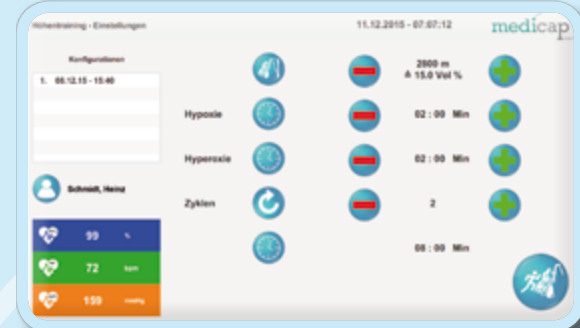 Höhentraining - Einstellungen
11.12.2015 - 07:07:12
medicap
Konfigurationen
1. 08.12.15 - 15:40
2800 m
≙ 15.0 Vol %
Hypoxie
02 : 00 Min
Hyperoxie
02 : 00 Min
Schmidt, Heinz
Zyklen
2
99 %
08 : 00 Min
72 bpm
159 mmHg